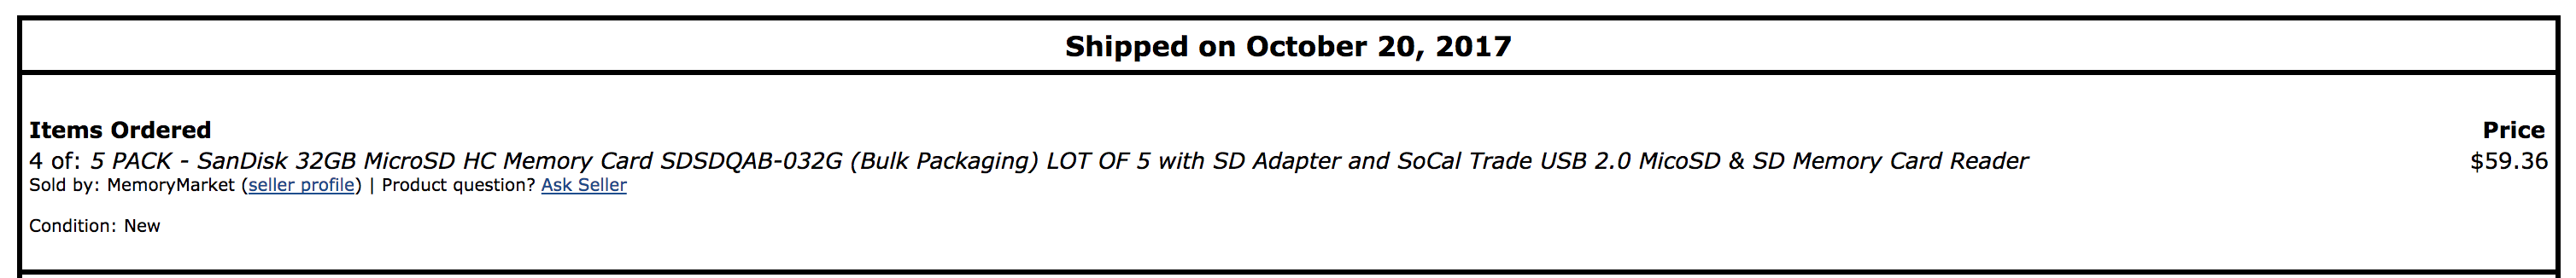 Shipped on October 20, 2017
Items Ordered Price
4 of: 5 PACK - SanDisk 32GB MicroSD HC Memory Card SDSDQAB-032G (Bulk Packaging) LOT OF 5 with SD Adapter and SoCal Trade USB 2.0 MicoSD & SD Memory Card Reader $59.36
Sold by: MemoryMarket (seller profile) | Product question? Ask Seller
Condition: New